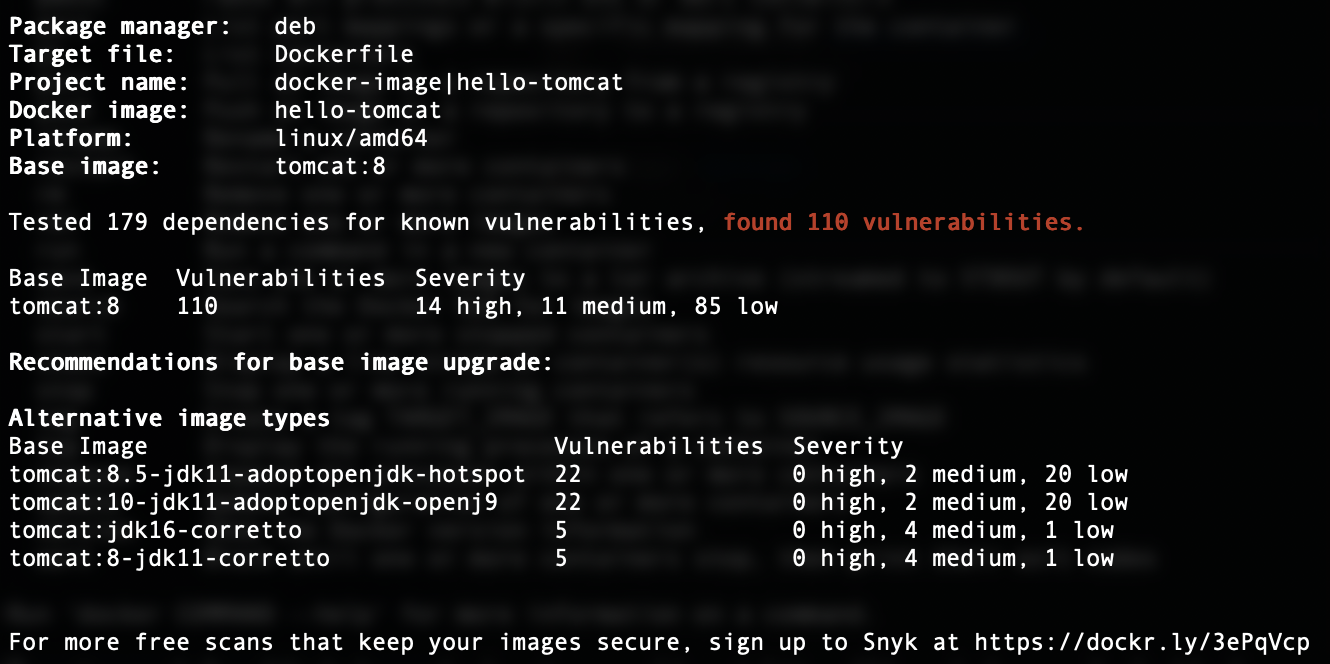 Package manager:   deb
Target file:       Dockerfile
Project name:      docker-image|hello-tomcat
Docker image:      hello-tomcat
Platform:          linux/amd64
Base image:        tomcat:8
Tested 179 dependencies for known vulnerabilities, found 110 vulnerabilities.
Base Image  Vulnerabilities  Severity
tomcat:8    110              14 high, 11 medium, 85 low
Recommendations for base image upgrade:
Alternative image types
Base Image                             Vulnerabilities  Severity
tomcat:8.5-jdk11-adoptopenjdk-hotspot  22               0 high, 2 medium, 20 low
tomcat:10-jdk11-adoptopenjdk-openj9    22               0 high, 2 medium, 20 low
tomcat:jdk16-corretto                  5                0 high, 4 medium, 1 low
tomcat:8-jdk11-corretto                5                0 high, 4 medium, 1 low
For more free scans that keep your images secure, sign up to Snyk at https://dockr.ly/3ePqVcp